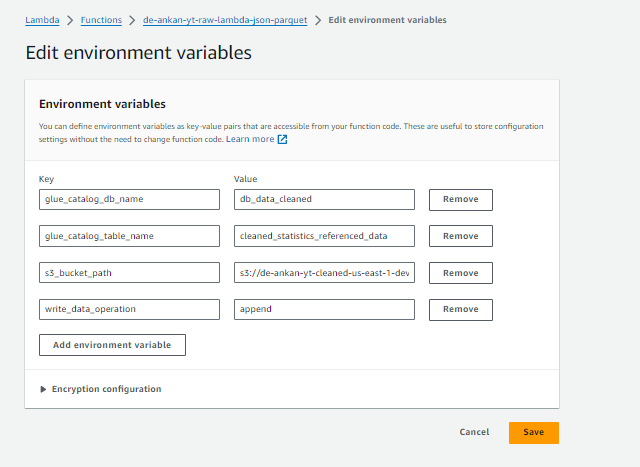 Lambda > Functions > de-ankan-yt-raw-lambda-json-parquet > Edit environment variables
Edit environment variables
Environment variables
You can define environment variables as key-value pairs that are accessible from your function code. These are useful to store configuration
settings without the need to change function code. Learn more
Key Value
glue_catalog_db_name db_data_cleaned Remove
glue_catalog_table_name cleaned_statistics_referenced_data Remove
s3_bucket_path s3://de-ankan-yt-cleaned-us-east-1-dev Remove
write_data_operation append Remove
Add environment variable
Encryption configuration
Cancel Save